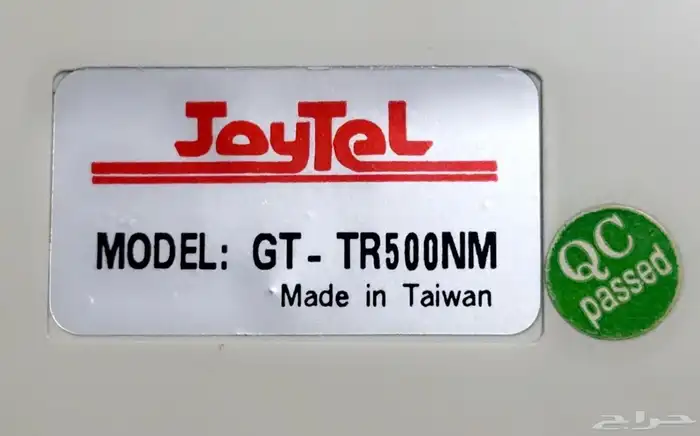 JoyTel
MODEL: GT - TR500NM
Made in Taiwan
QC
passed
حراج